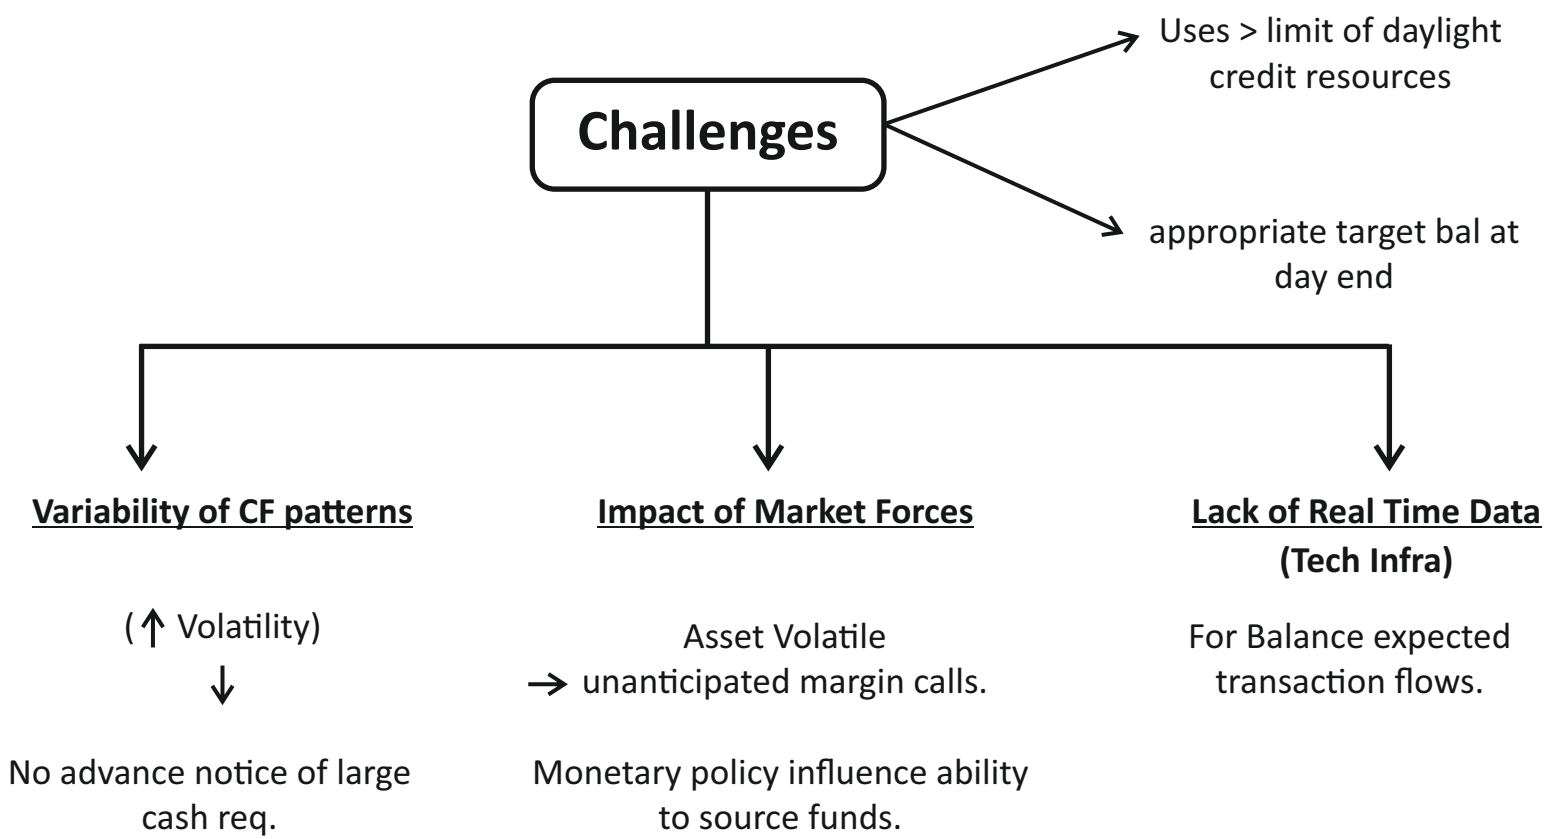 Uses > limit of daylight
credit resources
Challenges
appropriate target bal at
day end
Variability of CF patterns
(↑ Volatility)
↓
No advance notice of large
cash req.
Impact of Market Forces
Asset Volatile
→ unanticipated margin calls.
Monetary policy influence ability
to source funds.
Lack of Real Time Data
(Tech Infra)
For Balance expected
transaction flows.